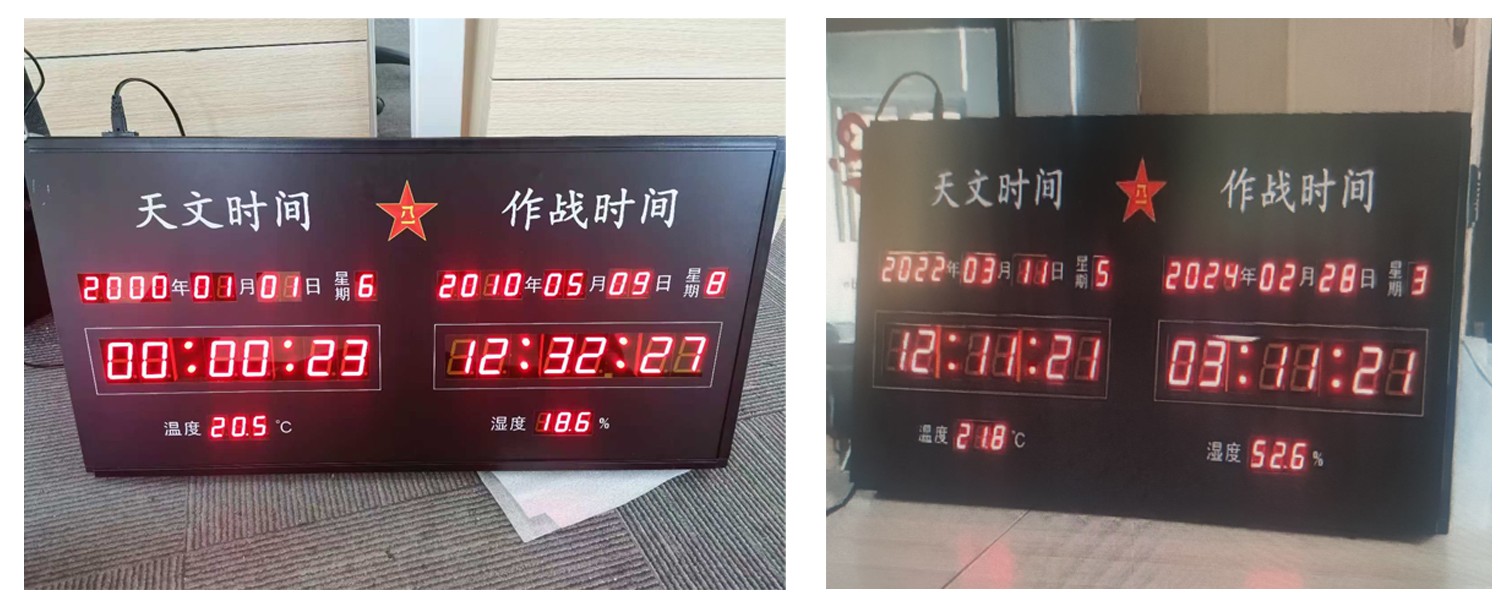 天文时间 作战时间
2000年01月01日 星期6 2010年05月09日 星期8
00:00:23 12:32:27
温度 20.5 ℃ 湿度 18.6 %
天文时间 作战时间
2022年03月11日 星期5 2024年02月28日 星期3
12:11:21 03:11:21
温度 21.8 ℃ 湿度 52.6 %